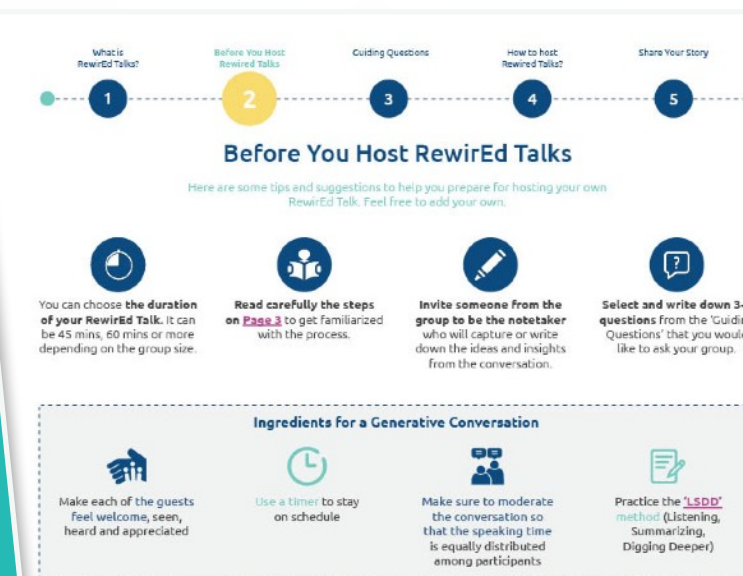 What is
RewirEd Talks?
Before You Host
Rewired Talks
Guiding Questions
How to host
Rewired Talks?
Share Your Story
1
2
3
4
5
Before You Host RewirEd Talks
Here are some tips and suggestions to help you prepare for hosting your own
RewirEd Talk. Feel free to add your own.
You can choose the duration
of your RewirEd Talk. It can
be 45 mins, 60 mins or more
depending on the group size.
Read carefully the steps
on Page 3 to get familiarized
with the process.
Invite someone from the
group to be the notetaker
who will capture or write
down the ideas and insights
from the conversation.
?
Select and write down 3-
questions from the 'Guidin
Questions' that you would
like to ask your group.
Ingredients for a Generative Conversation
Make each of the guests
feel welcome, seen,
heard and appreciated
Use a timer to stay
on schedule
Make sure to moderate
the conversation so
that the speaking time
is equally distributed
among participants
Practice the 'LSDD'
method (Listening,
Summarizing,
Digging Deeper)